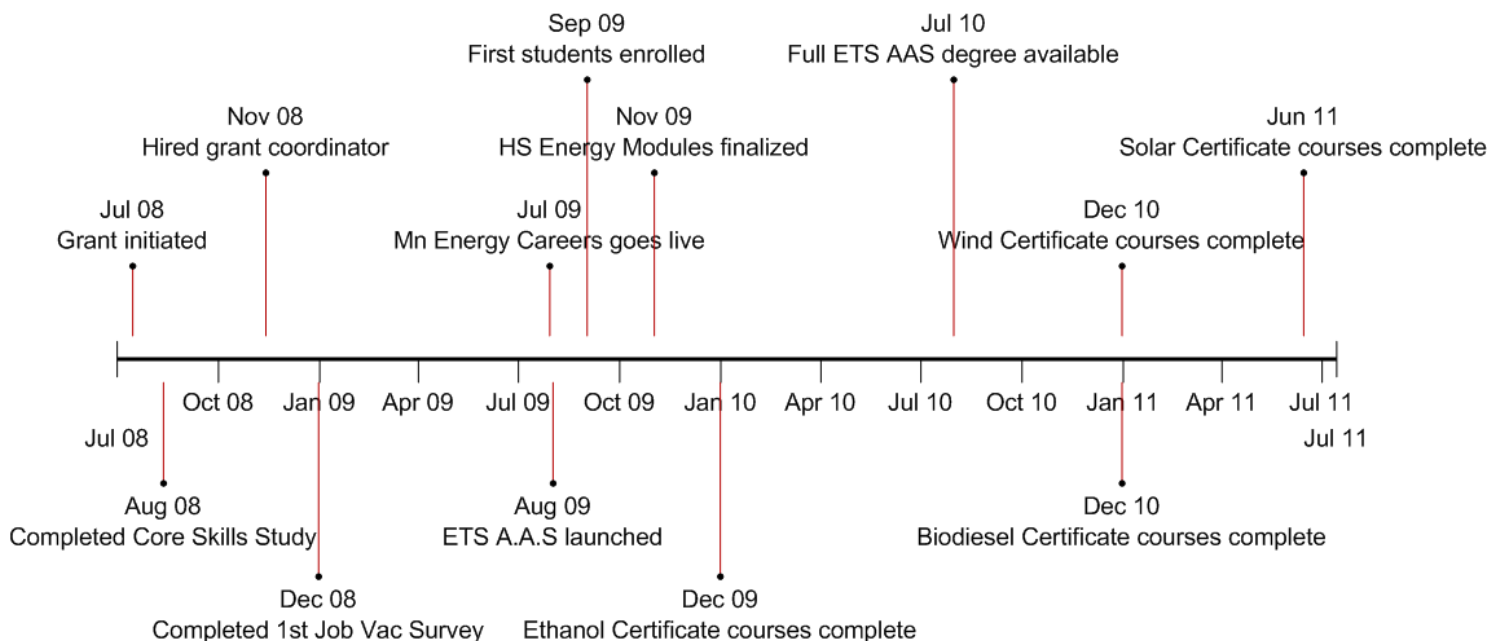 Sep 09
First students enrolled
Jul 10
Full ETS AAS degree available
Nov 08
Hired grant coordinator
Nov 09
HS Energy Modules finalized
Jun 11
Solar Certificate courses complete
Jul 08
Grant initiated
Jul 09
Mn Energy Careers goes live
Dec 10
Wind Certificate courses complete
Oct 08 Jan 09 Apr 09 Jul 09 Oct 09 Jan 10 Apr 10 Jul 10 Oct 10 Jan 11 Apr 11 Jul 11
Jul 08 Jul 11
Aug 08
Completed Core Skills Study
Aug 09
ETS A.A.S launched
Dec 10
Biodiesel Certificate courses complete
Dec 08
Completed 1st Job Vac Survey
Dec 09
Ethanol Certificate courses complete